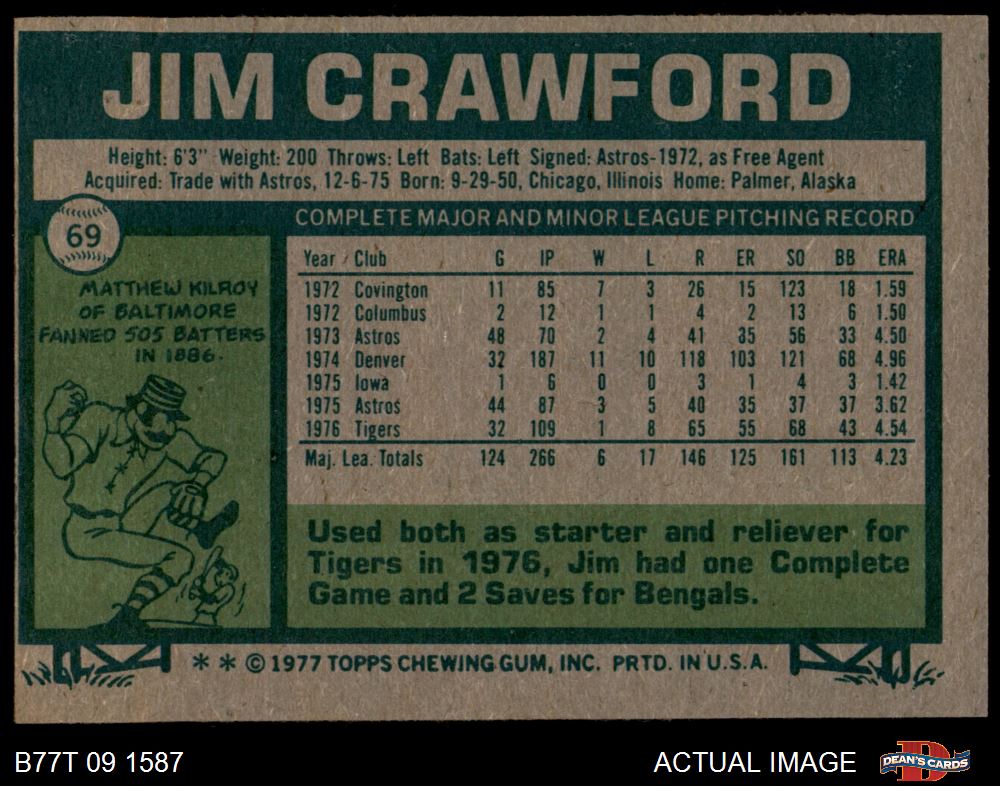 JIM CRAWFORD
Height: 6'3" Weight: 200 Throws: Left Bats: Left Signed: Astros-1972, as Free Agent
Acquired: Trade with Astros, 12-6-75 Born: 9-29-50, Chicago, Illinois Home: Palmer, Alaska
69
MATTHEW KILROY
OF BALTIMORE
FANNED 505 BATTERS
IN 1886.
COMPLETE MAJOR AND MINOR LEAGUE PITCHING RECORD
Year Club G IP W L R ER SO BB ERA
1972 Covington 11 85 7 3 26 15 123 18 1.59
1972 Columbus 2 12 1 1 4 2 13 6 1.50
1973 Astros 48 70 2 4 41 35 56 33 4.50
1974 Denver 32 187 11 10 118 103 121 68 4.96
1975 Iowa 1 6 0 0 3 1 4 3 1.42
1975 Astros 44 87 3 5 40 35 37 37 3.62
1976 Tigers 32 109 1 8 65 55 68 43 4.54
Maj. Lea. Totals 124 266 6 17 146 125 161 113 4.23
Used both as starter and reliever for
Tigers in 1976, Jim had one Complete
Game and 2 Saves for Bengals.
* * © 1977 TOPPS CHEWING GUM, INC. PRTD. IN U.S.A.
B77T 09 1587
ACTUAL IMAGE
DEAN'S CARDS